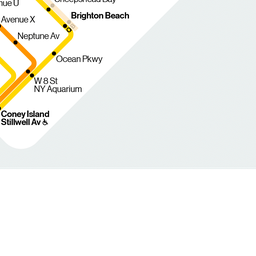 Avenue X
Brighton Beach
Neptune Av
Ocean Pkwy
W 8 St
NY Aquarium
Coney Island
Stillwell Av